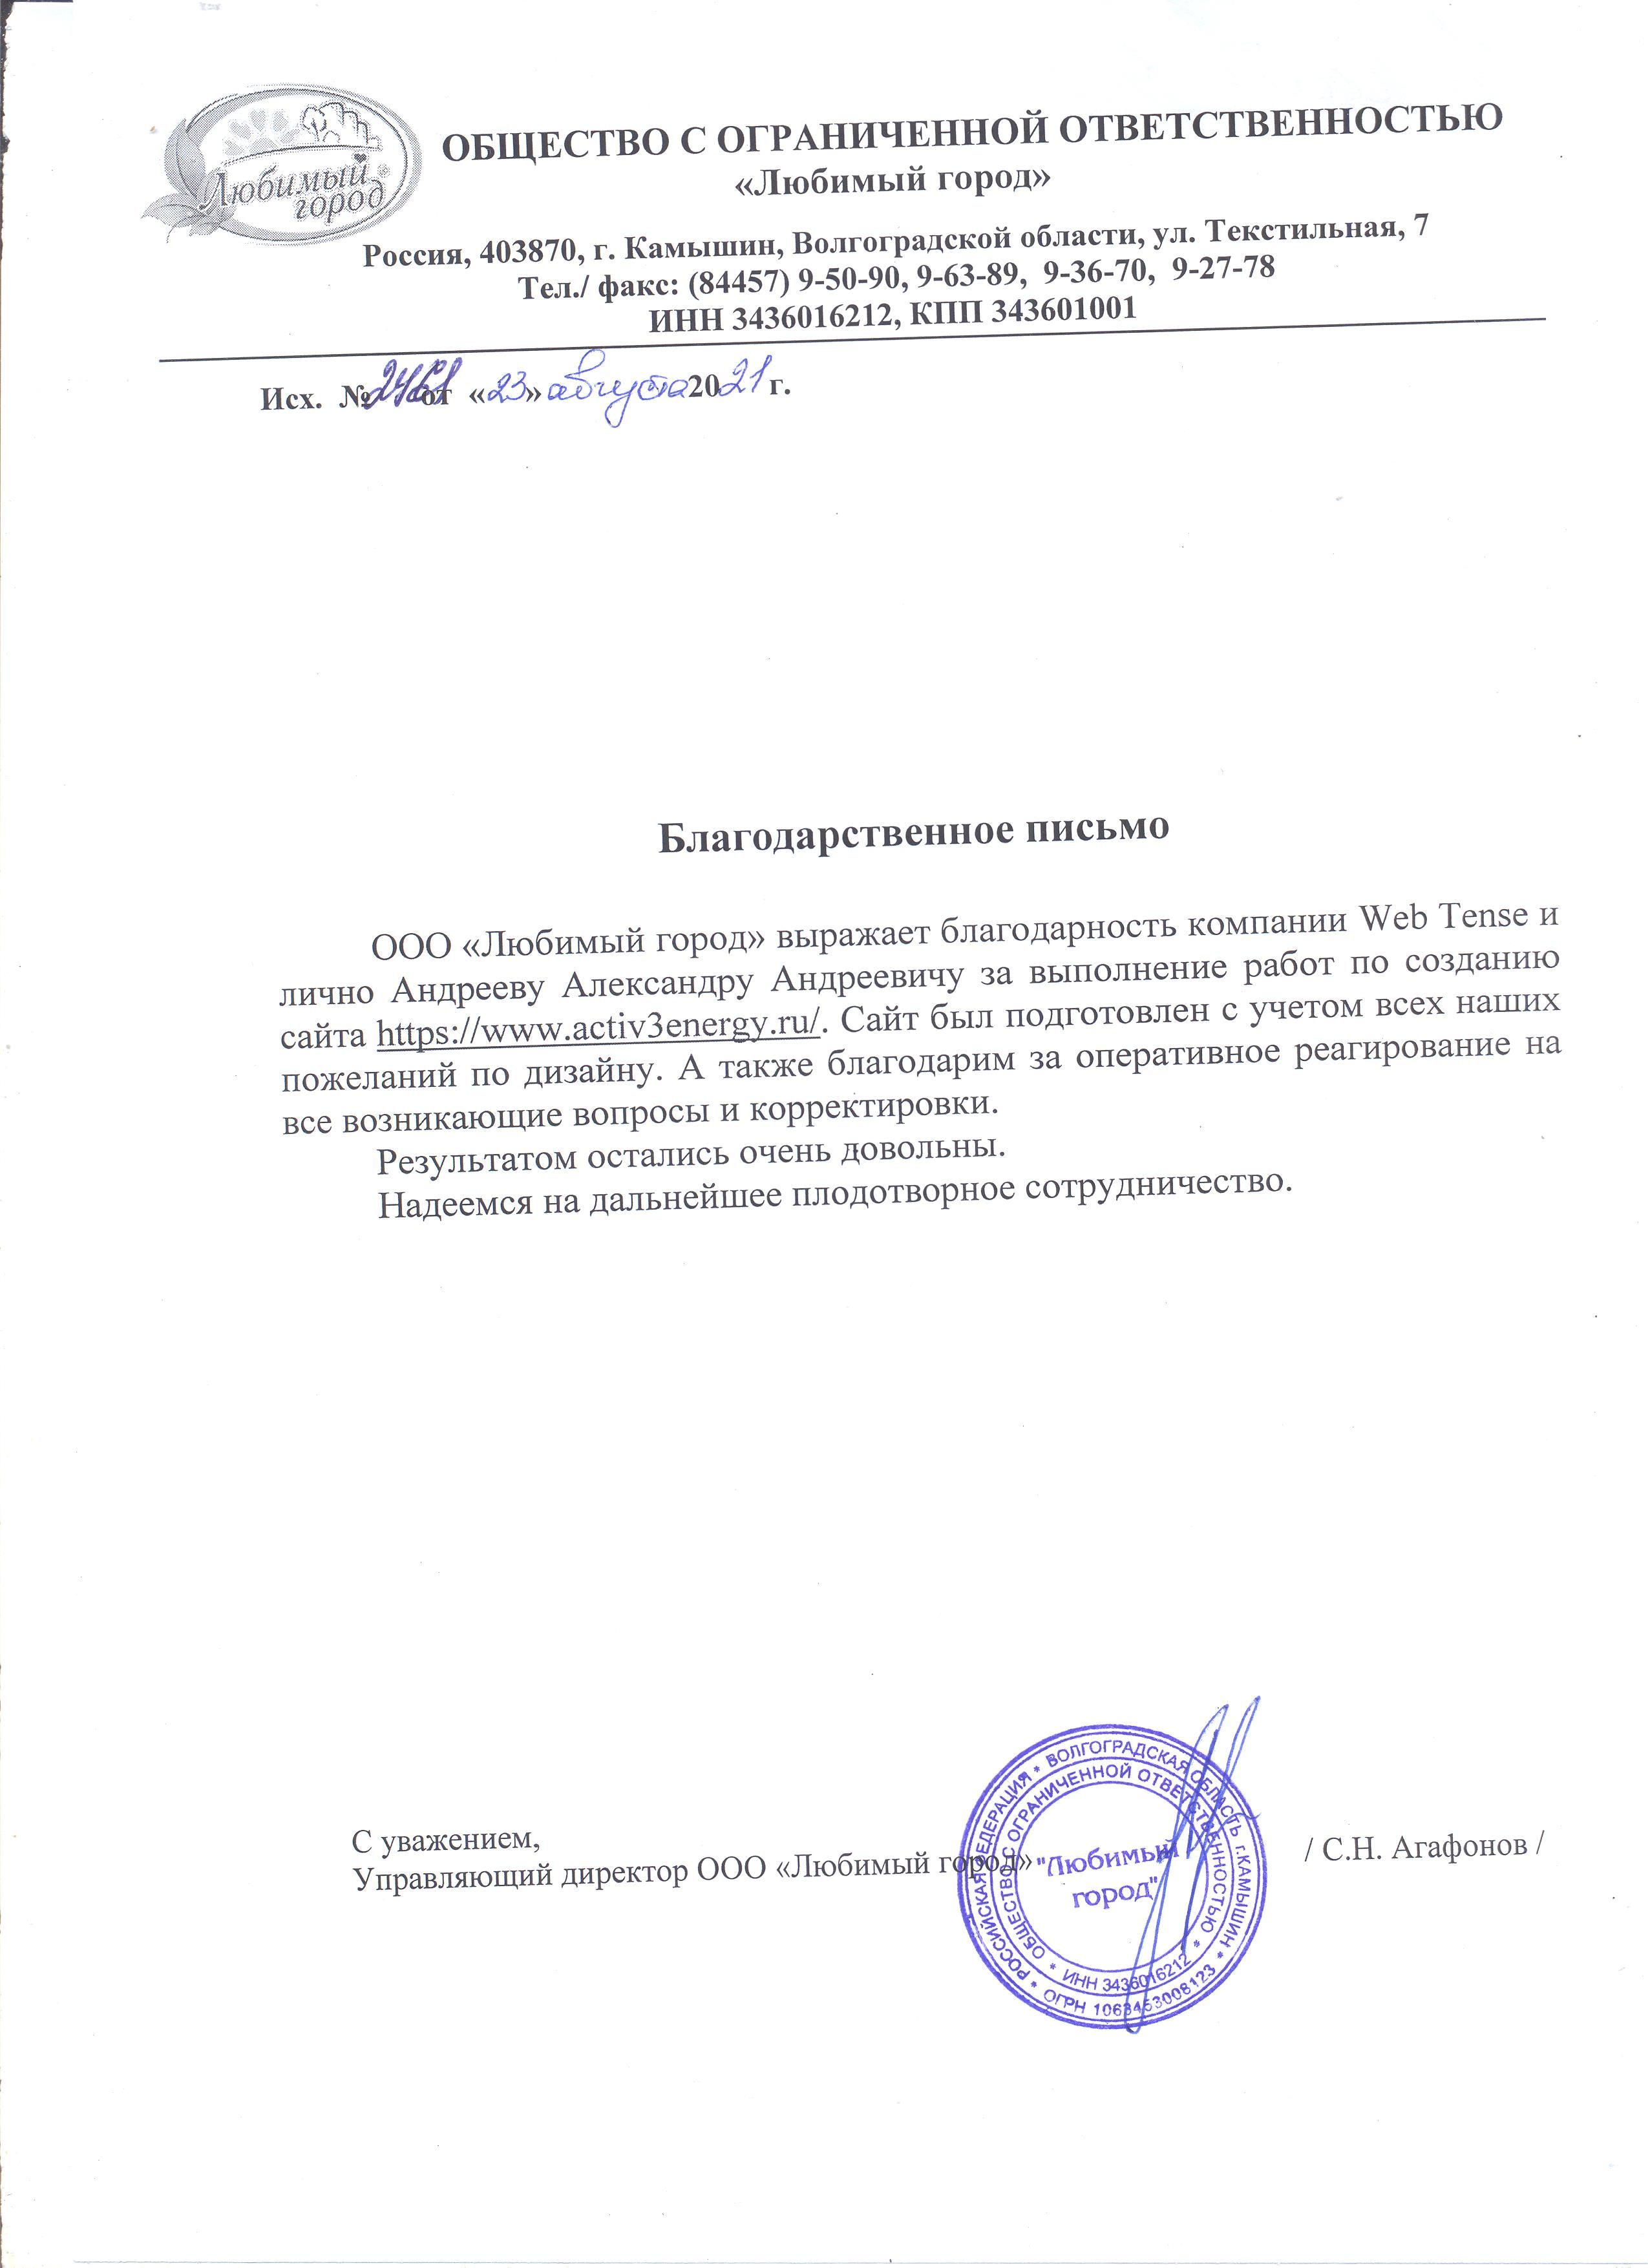 Любимый город
ОБЩЕСТВО С ОГРАНИЧЕННОЙ ОТВЕТСТВЕННОСТЬЮ
«Любимый город»
Россия, 403870, г. Камышин, Волгоградской области, ул. Текстильная, 7
Тел./ факс: (84457) 9-50-90, 9-63-89, 9-36-70, 9-27-78
ИНН 3436016212, КПП 343601001
Исх. № от «23» августа 2021 г.
Благодарственное письмо
ООО «Любимый город» выражает благодарность компании Web Tense и
лично Андрееву Александру Андреевичу за выполнение работ по созданию
сайта https://www.activ3energy.ru/. Сайт был подготовлен с учетом всех наших
пожеланий по дизайну. А также благодарим за оперативное реагирование на
все возникающие вопросы и корректировки.
Результатом остались очень довольны.
Надеемся на дальнейшее плодотворное сотрудничество.
С уважением,
Управляющий директор ООО «Любимый город» / С.Н. Агафонов /
РОССИЙСКАЯ ФЕДЕРАЦИЯ * ВОЛГОГРАДСКАЯ ОБЛАСТЬ г.КАМЫШИН *
ОГРН 1063453008123 *
ОБЩЕСТВО С ОГРАНИЧЕННОЙ ОТВЕТСТВЕННОСТЬЮ *
ИНН 3436016212 *
"Любимый
город"